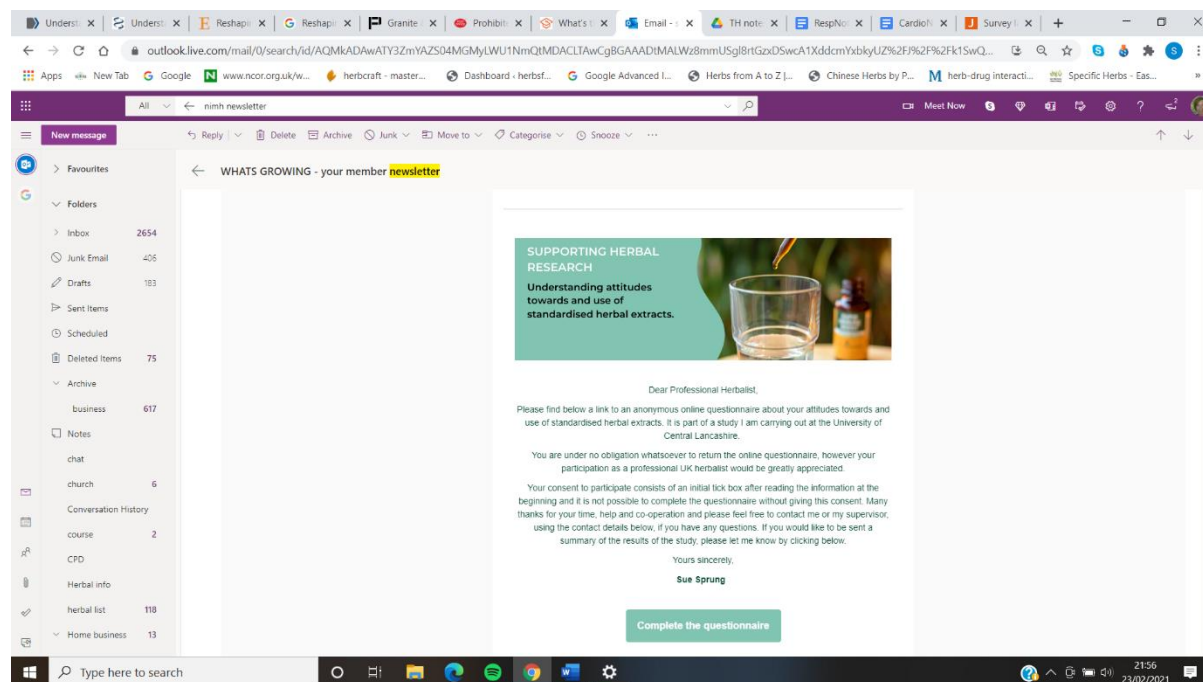 Understa
Underst
Reshapi
Reshapi
Granite
Prohibit
What's t
Email - s
TH note
RespNo
CardioN
Survey I
outlook.live.com/mail/0/search/id/
Apps
New Tab
Google
www.ncor.org.uk/w...
herbcraft - master...
Dashboard ‹ herbsf...
Google Advanced I...
Herbs from A to Z |...
Chinese Herbs by P...
herb-drug interacti...
Specific Herbs - Eas...
All
nimh newsletter
Meet Now
New message
Reply
Delete
Archive
Junk
Move to
Categorise
Snooze
Favourites
WHATS GROWING - your member newsletter
Folders
Inbox 2654
Junk Email 406
Drafts 183
Sent Items
Scheduled
Deleted Items 75
Archive
business 617
Notes
chat
church 6
Conversation History
course 2
CPD
Herbal info
herbal list 118
Home business 13
SUPPORTING HERBAL
RESEARCH
Understanding attitudes
towards and use of
standardised herbal extracts.
Dear Professional Herbalist,
Please find below a link to an anonymous online questionnaire about your attitudes towards and
use of standardised herbal extracts. It is part of a study I am carrying out at the University of
Central Lancashire.
You are under no obligation whatsoever to return the online questionnaire, however your
participation as a professional UK herbalist would be greatly appreciated.
Your consent to participate consists of an initial tick box after reading the information at the
beginning and it is not possible to complete the questionnaire without giving this consent. Many
thanks for your time, help and co-operation and please feel free to contact me or my supervisor,
using the contact details below, if you have any questions. If you would like to be sent a
summary of the results of the study, please let me know by clicking below.
Yours sincerely,
Sue Sprung
Complete the questionnaire
Type here to search
21:56
23/02/2021